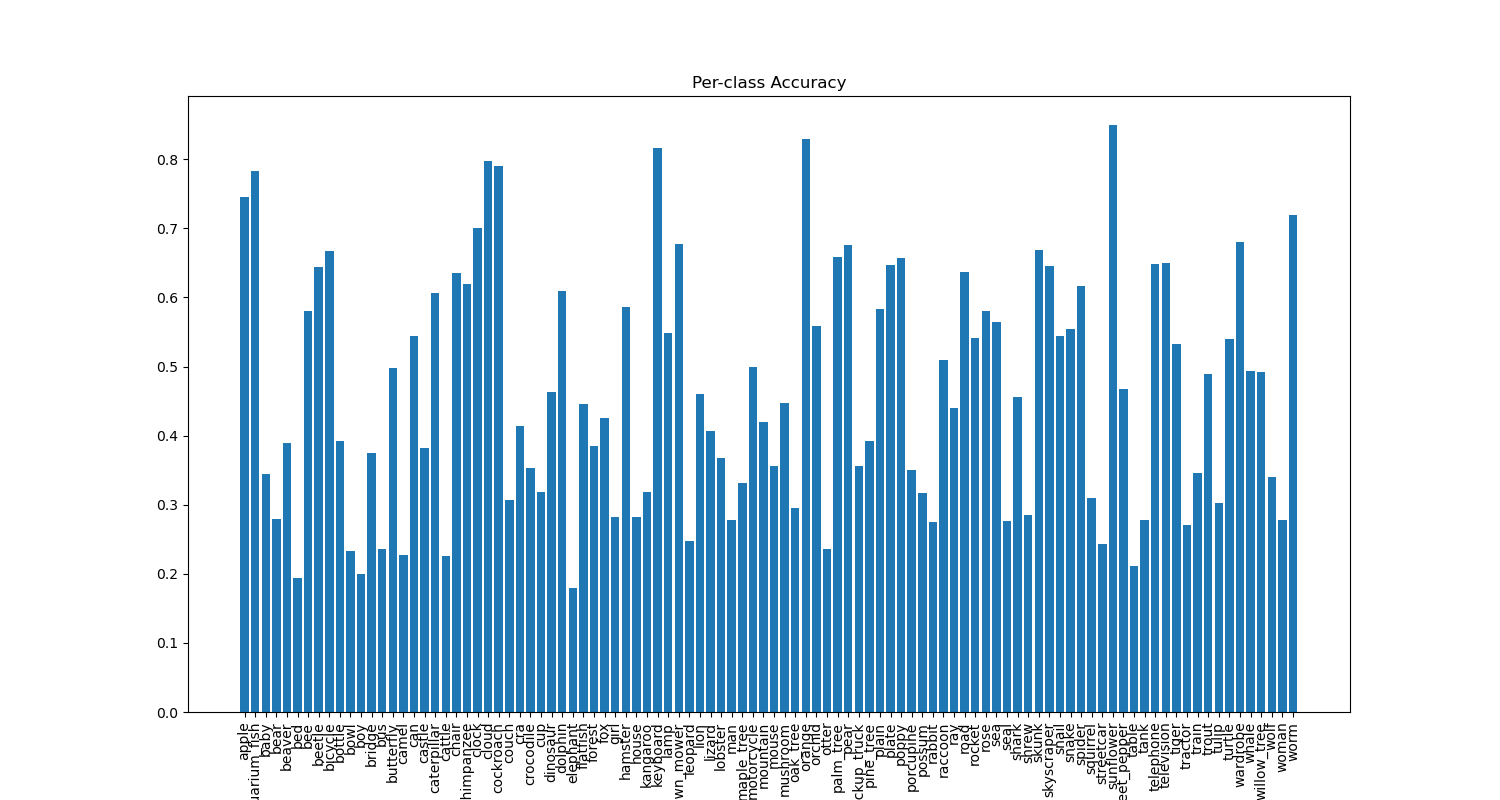 Per-class Accuracy
0.8
0.7
0.6
0.5
0.4
0.3
0.2
0.1
0.0
apple
uarium_fish
baby
bear
beaver
bed
bee
beetle
bicycle
bottle
bowl
boy
bridge
bus
butterfly
camel
can
castle
caterpillar
cattle
chair
himpanzee
clock
cloud
cockroach
couch
cra
crocodile
cup
dinosaur
dolphin
elephant
flatfish
forest
fox
girl
hamster
house
kangaroo
keyboard
lamp
wn_mower
leopard
lion
lizard
lobster
man
maple_tree
motorcycle
mountain
mouse
mushroom
oak_tree
orange
orchid
otter
palm_tree
pear
ckup_truck
pine_tree
plain
plate
poppy
porcupine
possum
rabbit
raccoon
ray
road
rocket
rose
sea
seal
shark
shrew
skunk
skyscraper
snail
snake
spider
squirrel
streetcar
sunflower
eet_pepper
table
tank
telephone
television
tiger
tractor
train
trout
tulip
turtle
wardrobe
whale
willow_tree
wolf
woman
worm